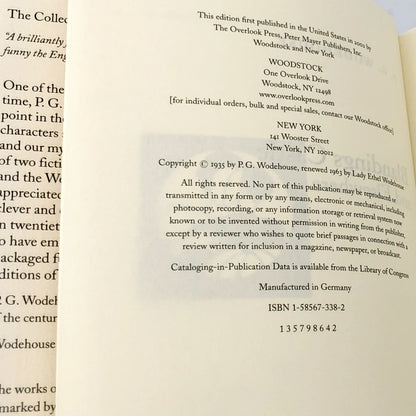 The Collec
"A brilliantly
funny the Eng
One of the
time, P. G.
point in the
characters
and our my
of two fictio
and the Wo
appreciated
clever and
n twentieth
o have em
packaged f
ditions of
P. G. Wodeh
of the centur
Wodehouse
he works o
marked by
This edition first published in the United States in 2002 by
The Overlook Press, Peter Mayer Publishers, Inc.
Woodstock and New York
WOODSTOCK
One Overlook Drive
Woodstock, NY 12498
www.overlookpress.com
[for individual orders, bulk and special sales, contact our Woodstock office]
NEW YORK
141 Wooster Street
New York, NY 10012
Copyright © 1935 by P.G. Wodehouse, renewed 1963 by Lady Ethel Wodehouse
All rights reserved. No part of this publication may be reproduced or
transmitted in any form or by any means, electronic or mechanical, including
photocopy, recording, or any information storage or retrieval system now
known or to be invented without permission in writing from the publisher,
except by a reviewer who wishes to quote brief passages in connection with a
review written for inclusion in a magazine, newspaper, or broadcast.
Cataloging-in-Publication Data is available from the Library of Congress
Manufactured in Germany
ISBN 1-58567-338-2
1 3 5 7 9 8 6 4 2